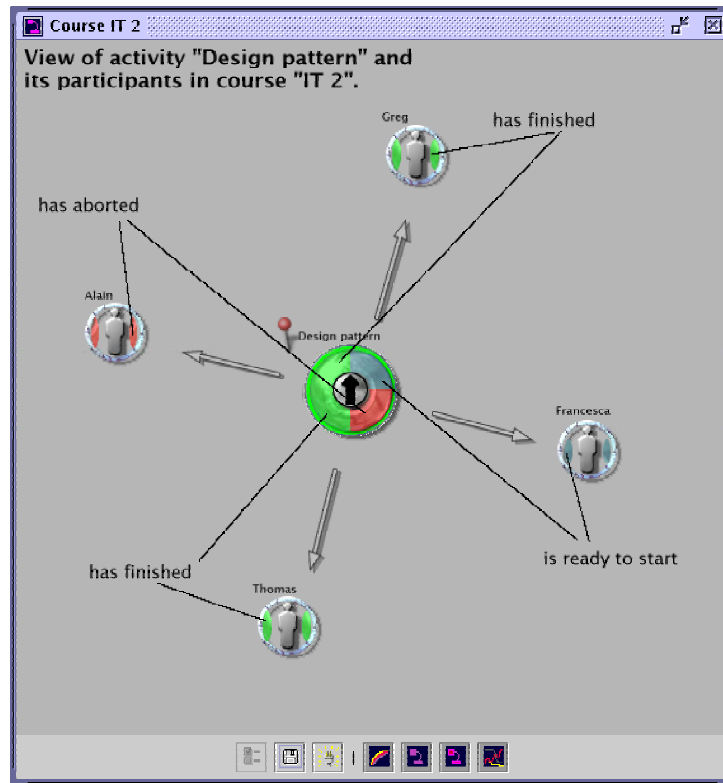 Course IT 2
View of activity "Design pattern" and
its participants in course "IT 2".
Greg
has finished
has aborted
Alain
Design pattern
Francesca
is ready to start
has finished
Thomas